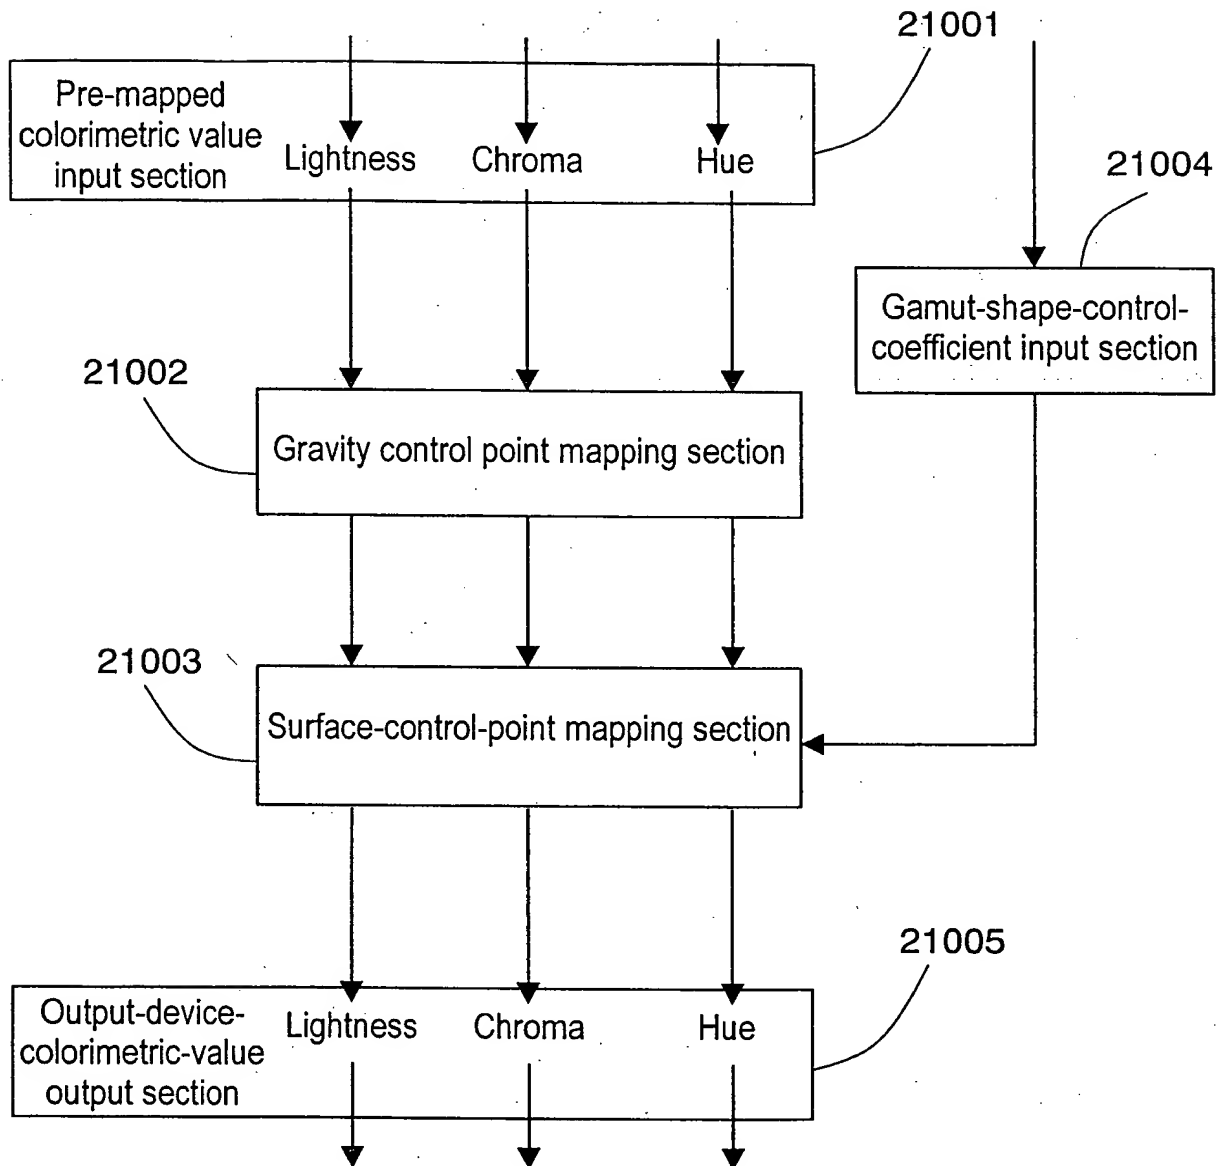 21001
Pre-mapped
colorimetric value
input section
Lightness
Chroma
Hue
21004
Gamut-shape-control-
coefficient input section
21002
Gravity control point mapping section
21003
Surface-control-point mapping section
21005
Output-device-
colorimetric-value
output section
Lightness
Chroma
Hue